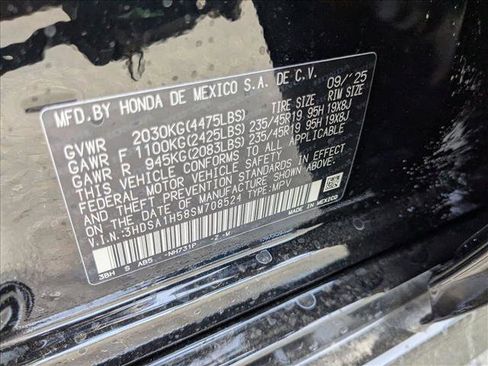 MFD.BY HONDA DE MEXICO S.A. DE C.V. 09/'25
TIRE SIZE RIM SIZE
GVWR 2030KG(4475LBS)
GAWR F 1100KG(2425LBS) 235/45R19 95H 19X8J
GAWR R 945KG(2083LBS) 235/45R19 95H 19X8J
THIS VEHICLE CONFORMS TO ALL APPLICABLE
FEDERAL MOTOR VEHICLE SAFETY
AND THEFT PREVENTION STANDARDS IN EFFECT
ON THE DATE OF MANUFACTURE SHOWN ABOVE.
V.I.N.:3HDSA1H58SM708524 TYPE:MPV
3BH S AB5 NH731P -Z-M MADE IN MEXICO